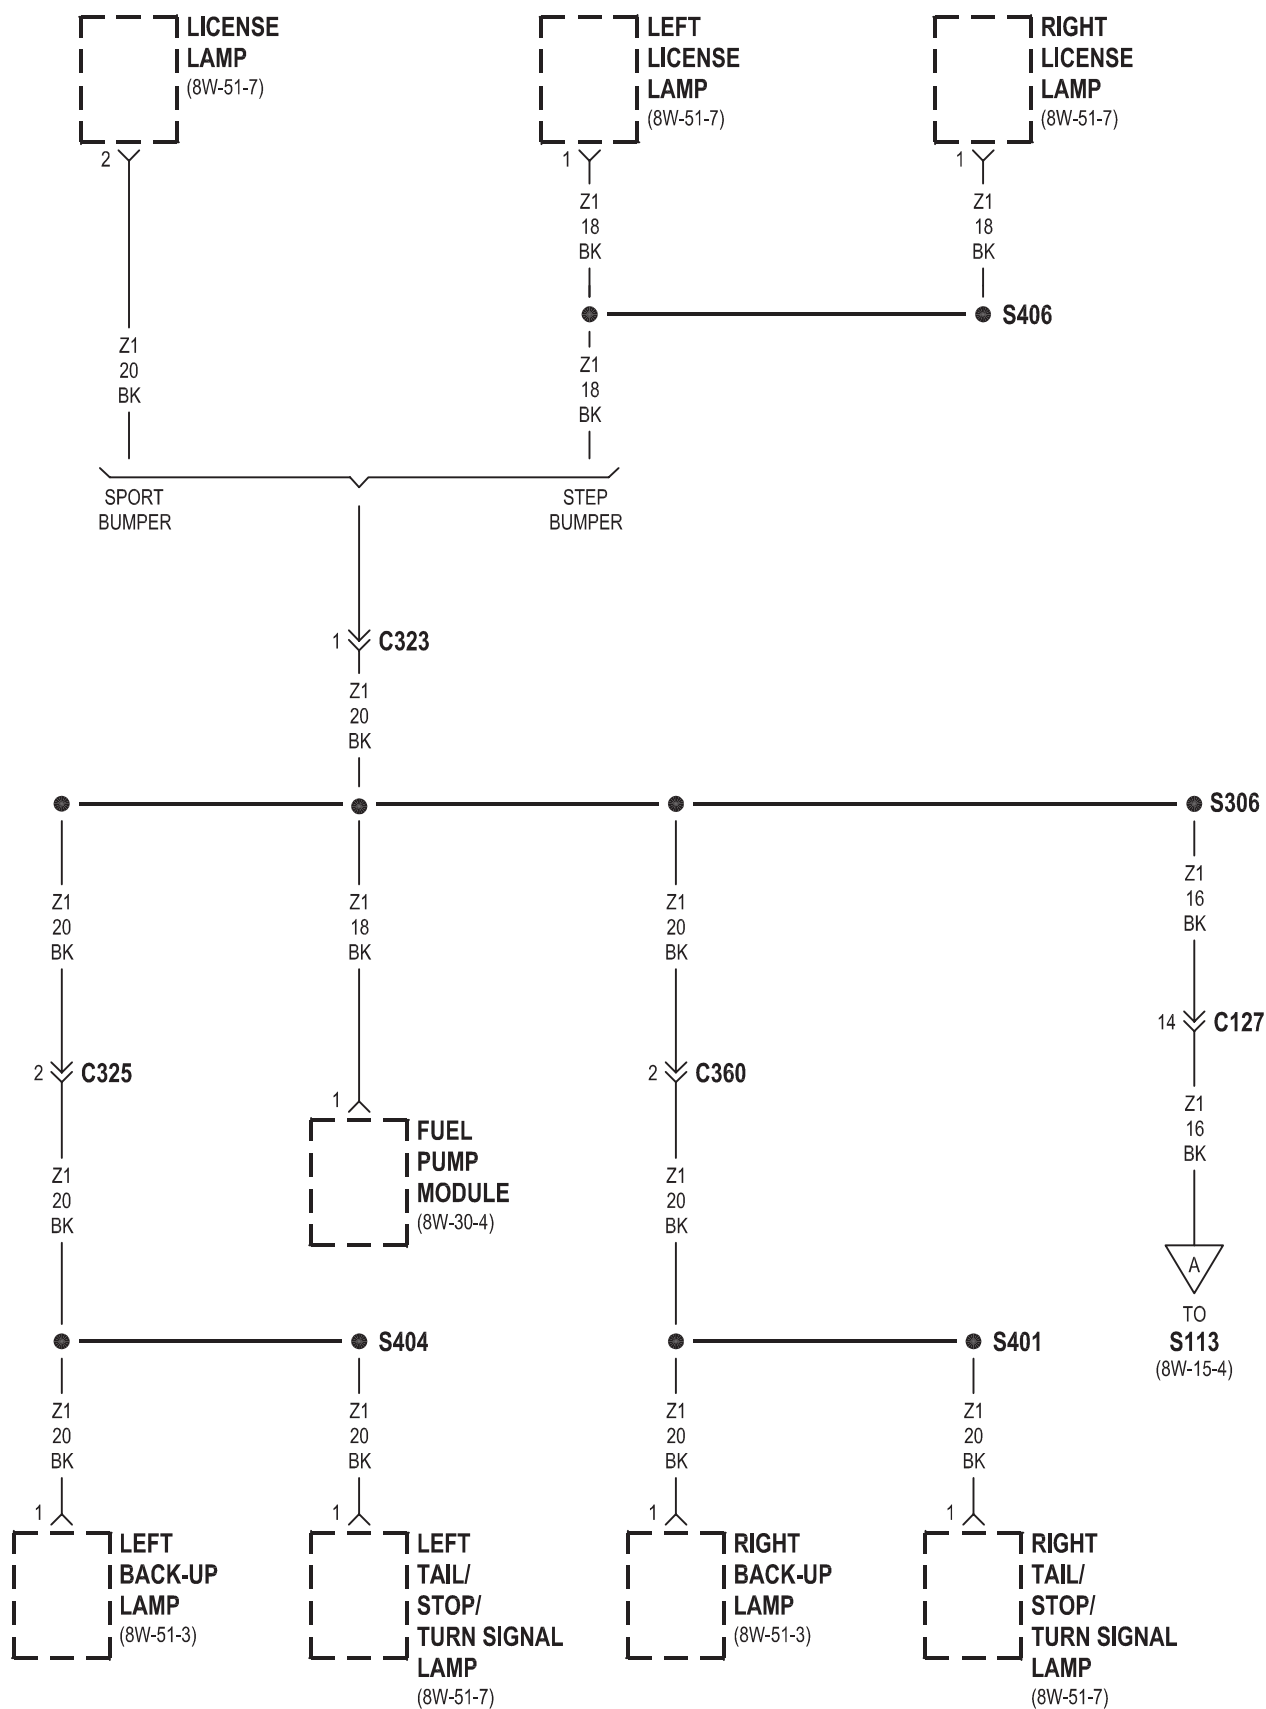 LICENSE
LAMP
(8W-51-7)
LEFT
LICENSE
LAMP
(8W-51-7)
RIGHT
LICENSE
LAMP
(8W-51-7)
2
1
1
Z1
18
BK
Z1
18
BK
S406
Z1
20
BK
Z1
18
BK
SPORT
BUMPER
STEP
BUMPER
1
C323
Z1
20
BK
S306
Z1
20
BK
Z1
18
BK
Z1
20
BK
Z1
16
BK
14
C127
2
C325
2
C360
1
FUEL
PUMP
MODULE
(8W-30-4)
Z1
20
BK
Z1
20
BK
Z1
16
BK
A
TO
S113
(8W-15-4)
S404
S401
Z1
20
BK
Z1
20
BK
Z1
20
BK
Z1
20
BK
1
1
1
1
LEFT
BACK-UP
LAMP
(8W-51-3)
LEFT
TAIL/
STOP/
TURN SIGNAL
LAMP
(8W-51-7)
RIGHT
BACK-UP
LAMP
(8W-51-3)
RIGHT
TAIL/
STOP/
TURN SIGNAL
LAMP
(8W-51-7)